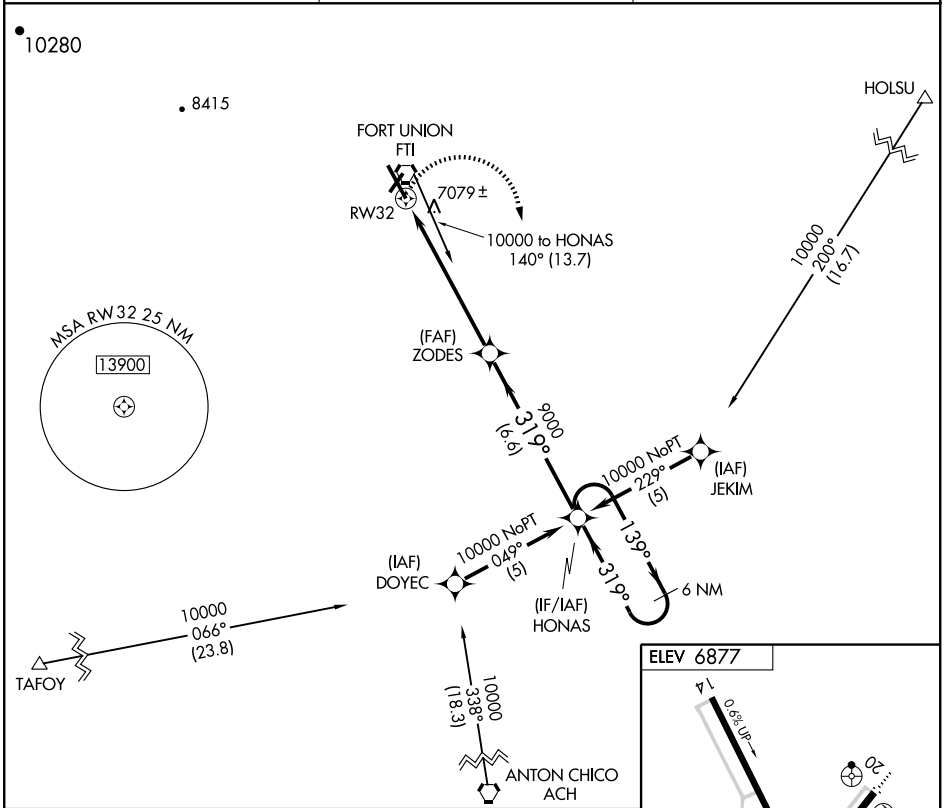 10280
8415
HOLSU
FORT UNION
FTI
7079±
RW32
10000 to HONAS
140° (13.7)
10000
200°
(16.7)
MSA RW32 25 NM
13900
(FAF)
ZODES
9000
319°
(6.6)
10000 NoPT
229°
(5)
(IAF)
JEKIM
10000 NoPT
049°
(5)
139°
319°
6 NM
(IAF)
DOYEC
(IF/IAF)
HONAS
10000
066°
(23.8)
TAFOY
10000
338°
(18.3)
ANTON CHICO
ACH
ELEV 6877
14
0.6% UP
20